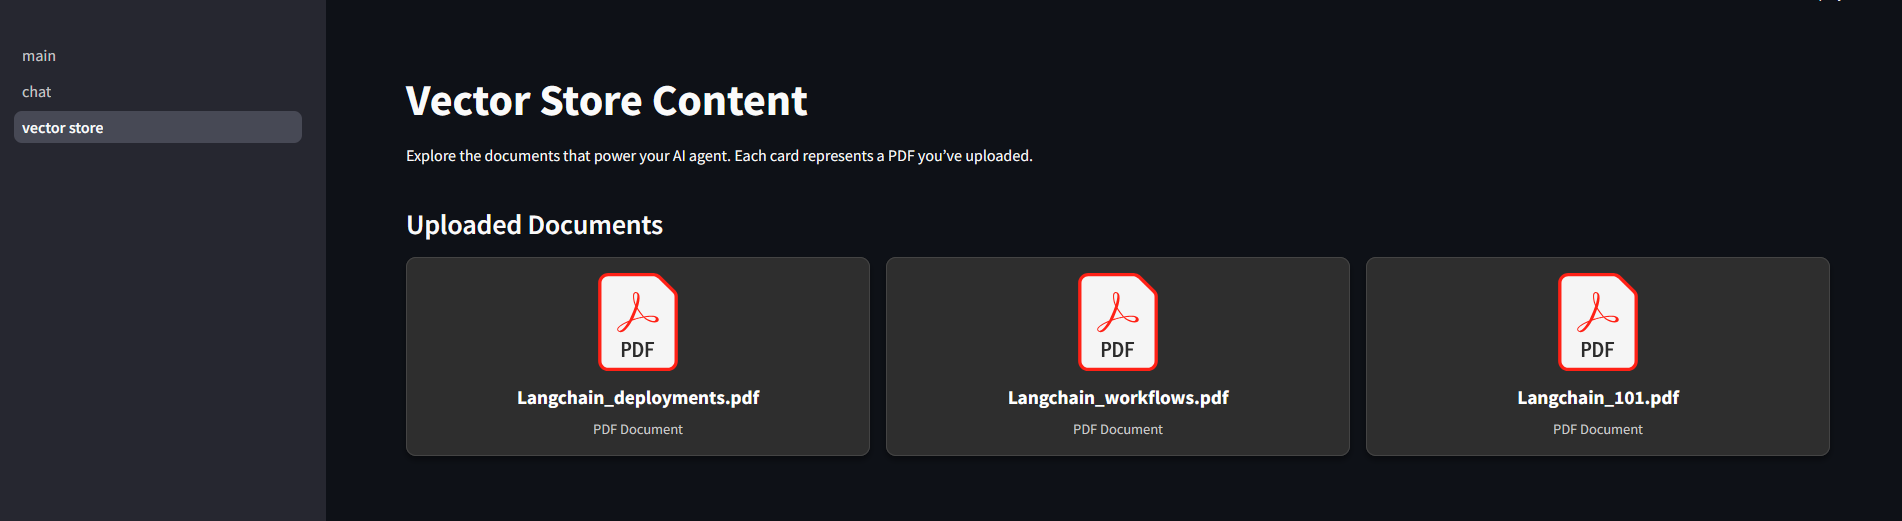 main
chat
vector store
Vector Store Content
Explore the documents that power your AI agent. Each card represents a PDF you’ve uploaded.
Uploaded Documents
PDF
Langchain_deployments.pdf
PDF Document
PDF
Langchain_workflows.pdf
PDF Document
PDF
Langchain_101.pdf
PDF Document